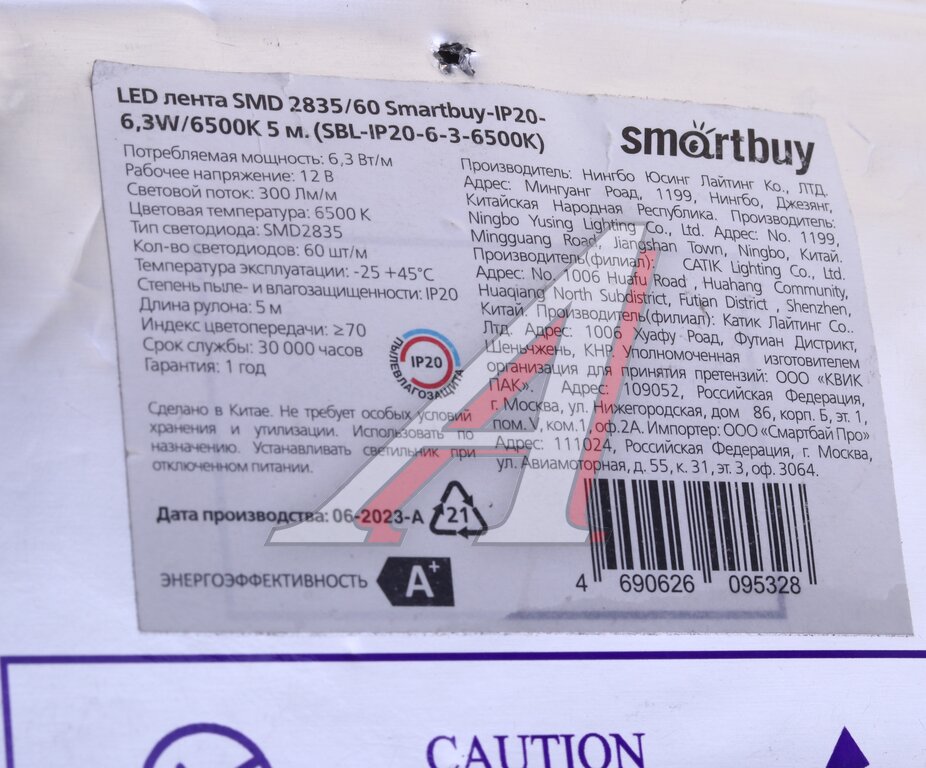 LED лента SMD 2835/60 Smartbuy-IP20-
6,3W/6500K 5 м. (SBL-IP20-6-3-6500K)
Потребляемая мощность: 6,3 Вт/м
Рабочее напряжение: 12 В
Световой поток: 300 Лм/м
Цветовая температура: 6500 К
Тип светодиода: SMD2835
Кол-во светодиодов: 60 шт/м
Температура эксплуатации: -25 +45°C
Степень пыле- и влагозащищенности: IP20
Длина рулона: 5 м
Индекс цветопередачи: ≥70
Срок службы: 30 000 часов
Гарантия: 1 год
ПЫЛЕВЛАГОЗАЩИТА
IP20
Сделано в Китае. Не требует особых условий
хранения и утилизации. Использовать по
назначению. Устанавливать светильник при
отключенном питании.
Дата производства: 06-2023-A
21
ЭНЕРГОЭФФЕКТИВНОСТЬ
A+
smartbuy
Производитель: Нингбо Юсинг Лайтинг Ко., ЛТД.
Адрес: Мингуанг Роад, 1199, Нингбо, Джезянг,
Китайская Народная Республика. Производитель:
Ningbo Yusing Lighting Co., Ltd. Адрес: No. 1199,
Mingguang Road, Jiangshan Town, Ningbo, Китай.
Производитель(филиал): CATIK Lighting Co., Ltd.
Адрес: No. 1006 Huafu Road, Huahang Community,
Huaqiang North Subdistrict, Futian District, Shenzhen,
Китай. Производитель(филиал): Катик Лайтинг Ко.,
Лтд. Адрес: 1006 Хуафу Роад, Футиан Дистрикт,
Шеньчжень, КНР. Уполномоченная изготовителем
организация для принятия претензий: ООО «КВИК
ПАК». Адрес: 109052, Российская Федерация,
г. Москва, ул. Нижегородская, дом 86, корп. Б, эт. 1,
пом. V, ком.1, оф.2А. Импортер: ООО «Смартбай Про»
Адрес: 111024, Российская Федерация, г. Москва,
ул. Авиамоторная, д. 55, к. 31, эт. 3, оф. 3064.
4 690626 095328
CAUTION